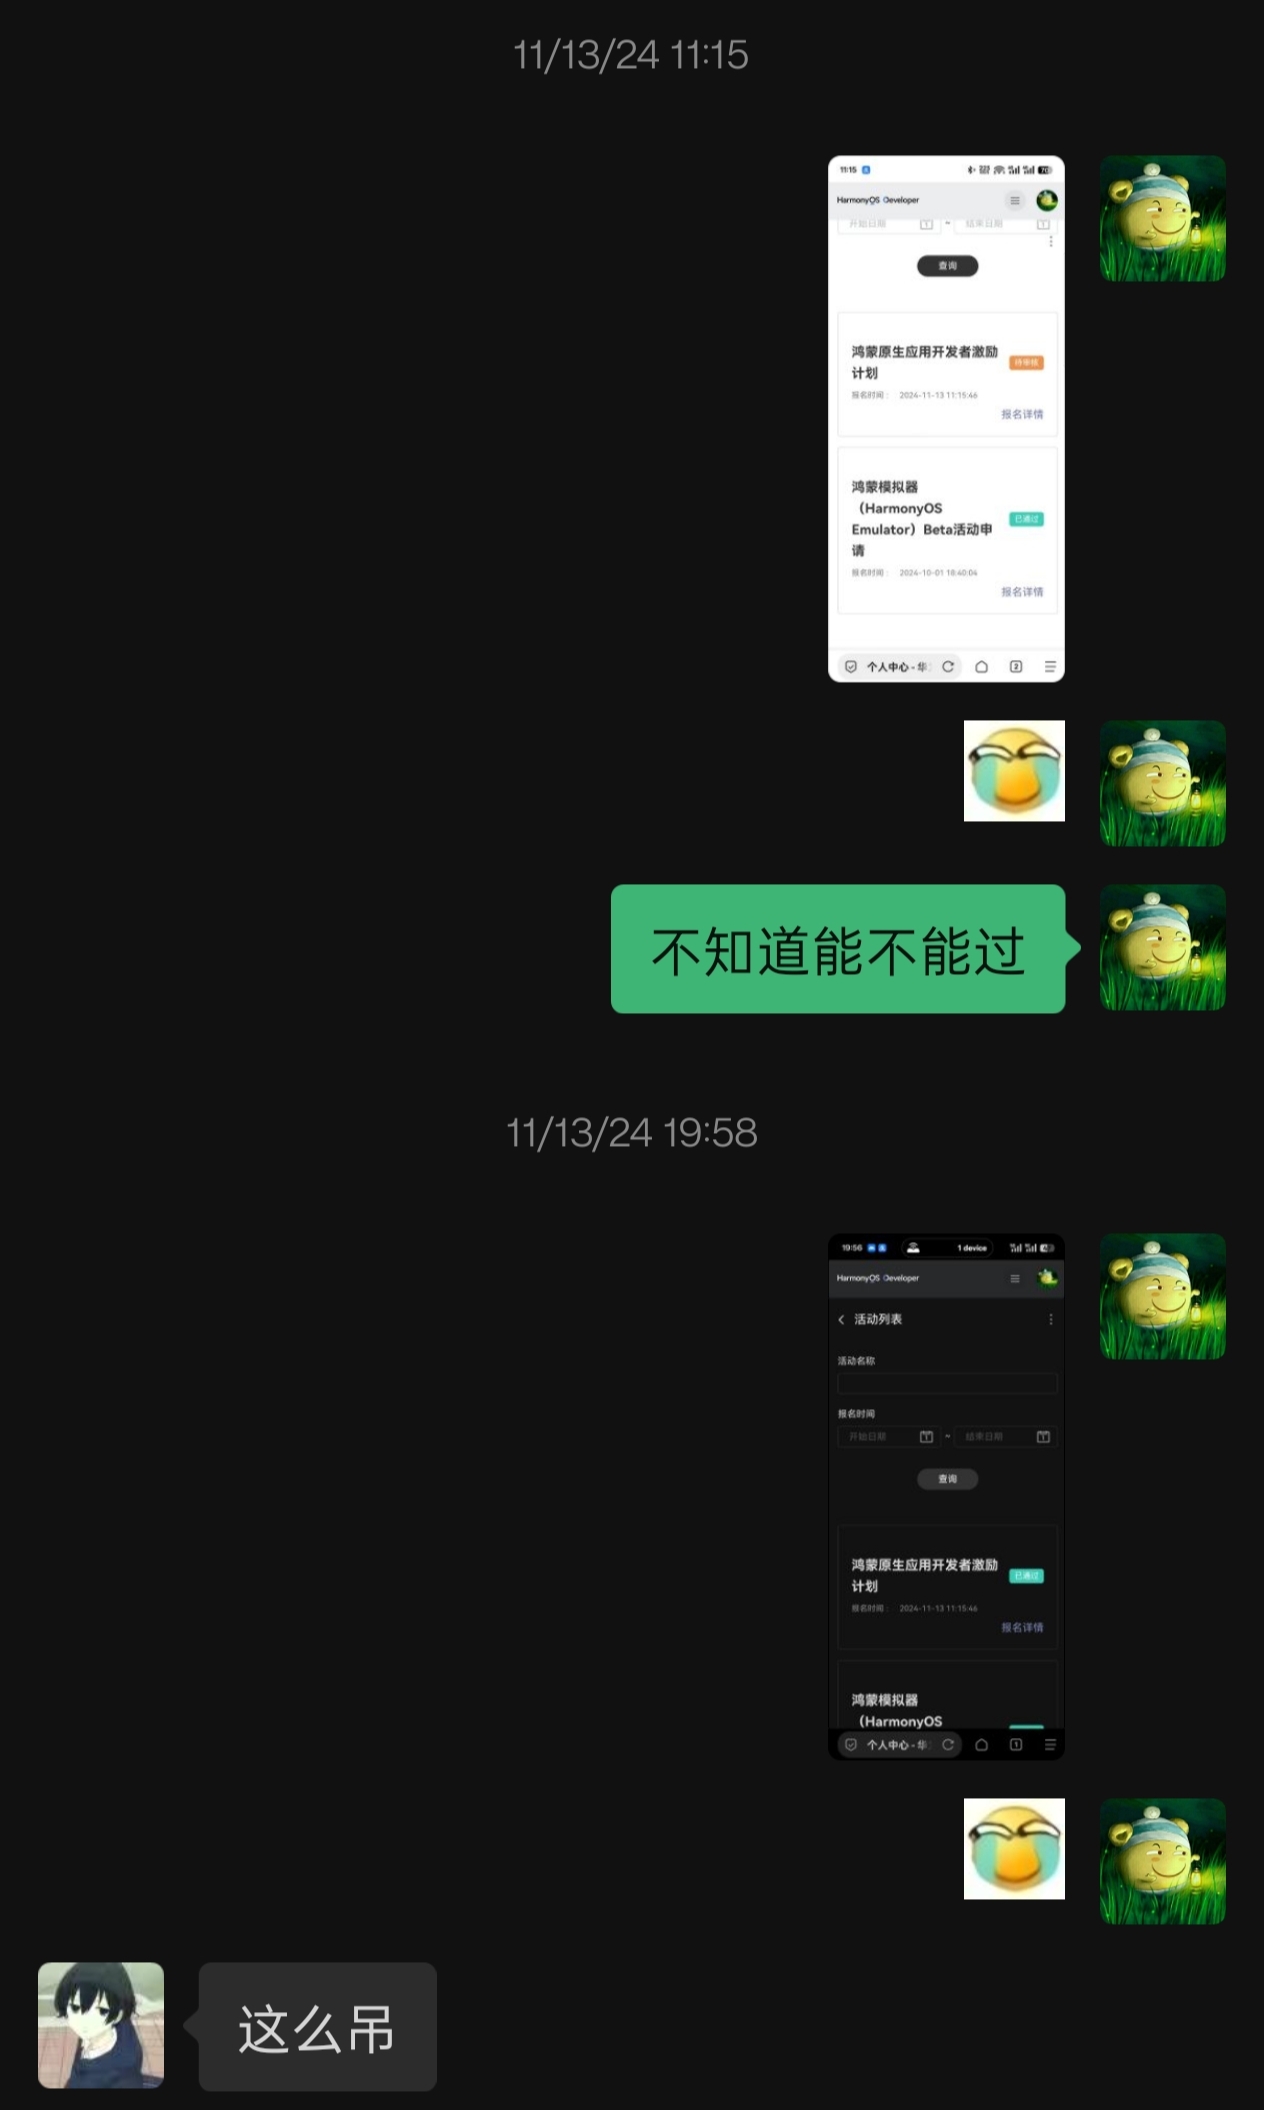 11/13/24 11:15
11:15
HarmonyOS Developer
开始日期 ~ 结束日期
查询
鸿蒙原生应用开发者激励
计划
待审核
报名时间： 2024-11-13 11:15:46
报名详情
鸿蒙模拟器
（HarmonyOS
Emulator）Beta活动申
请
已通过
报名时间： 2024-10-01 18:40:04
报名详情
个人中心 - 华
2
不知道能不能过
11/13/24 19:58
19:56 1 device
HarmonyOS Developer
活动列表
活动名称
报名时间
开始日期 ~ 结束日期
查询
鸿蒙原生应用开发者激励
计划
已通过
报名时间： 2024-11-13 11:15:46
报名详情
鸿蒙模拟器
（HarmonyOS
个人中心 - 华
1
这么吊